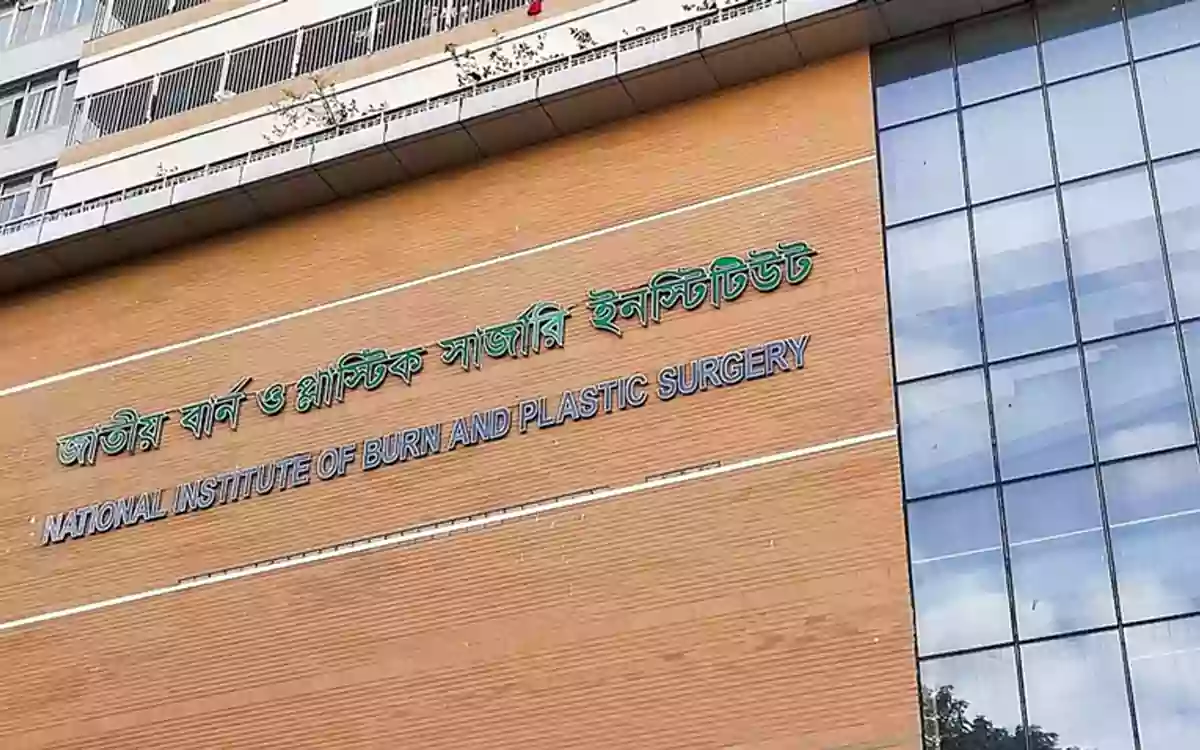 জাতীয় বার্ন ও প্লাস্টিক সার্জারি ইনস্টিটিউট
NATIONAL INSTITUTE OF BURN AND PLASTIC SURGERY